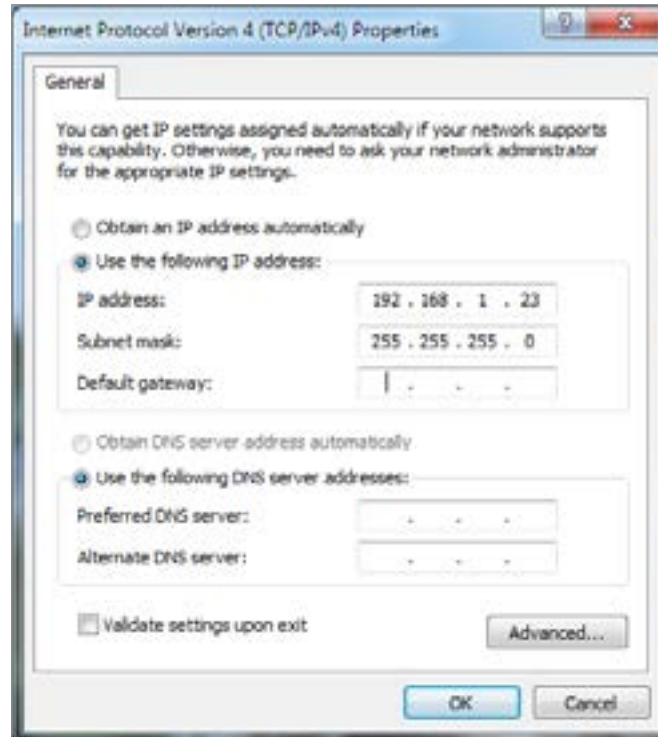 Internet Protocol Version 4 (TCP/IPv4) Properties
General
You can get IP settings assigned automatically if your network supports
this capability. Otherwise, you need to ask your network administrator
for the appropriate IP settings.
Obtain an IP address automatically
Use the following IP address:
IP address: 192 . 168 . 1 . 23
Subnet mask: 255 . 255 . 255 . 0
Default gateway: . . .
Obtain DNS server address automatically
Use the following DNS server addresses:
Preferred DNS server: . . .
Alternate DNS server: . . .
Validate settings upon exit
Advanced...
OK Cancel